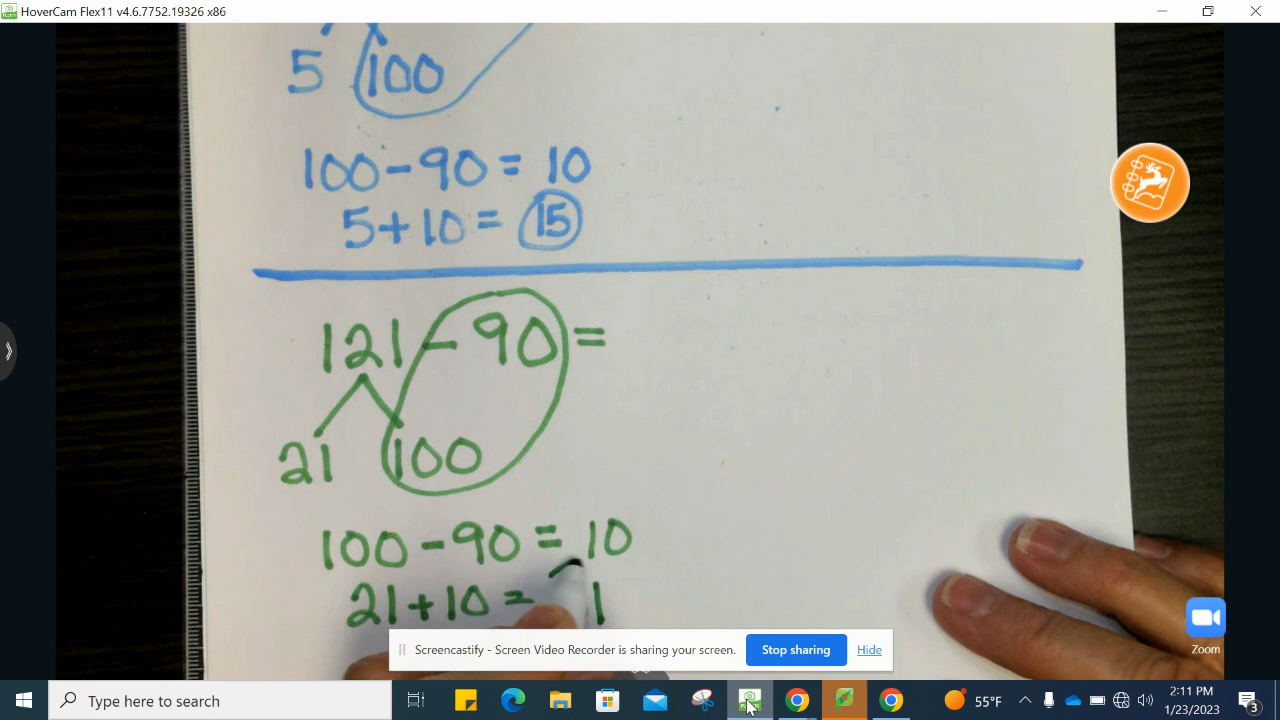 HoverCam Flex11 v4.6.7752.19326 x86
5 100
100 - 90 = 10
5 + 10 = 15
121 - 90 =
21 100
100 - 90 = 10
21 + 10 = 1
Screencastify - Screen Video Recorder is sharing your screen. Stop sharing Hide
Zoom
Type here to search
55°F
2:11 PM
1/23/2023
3